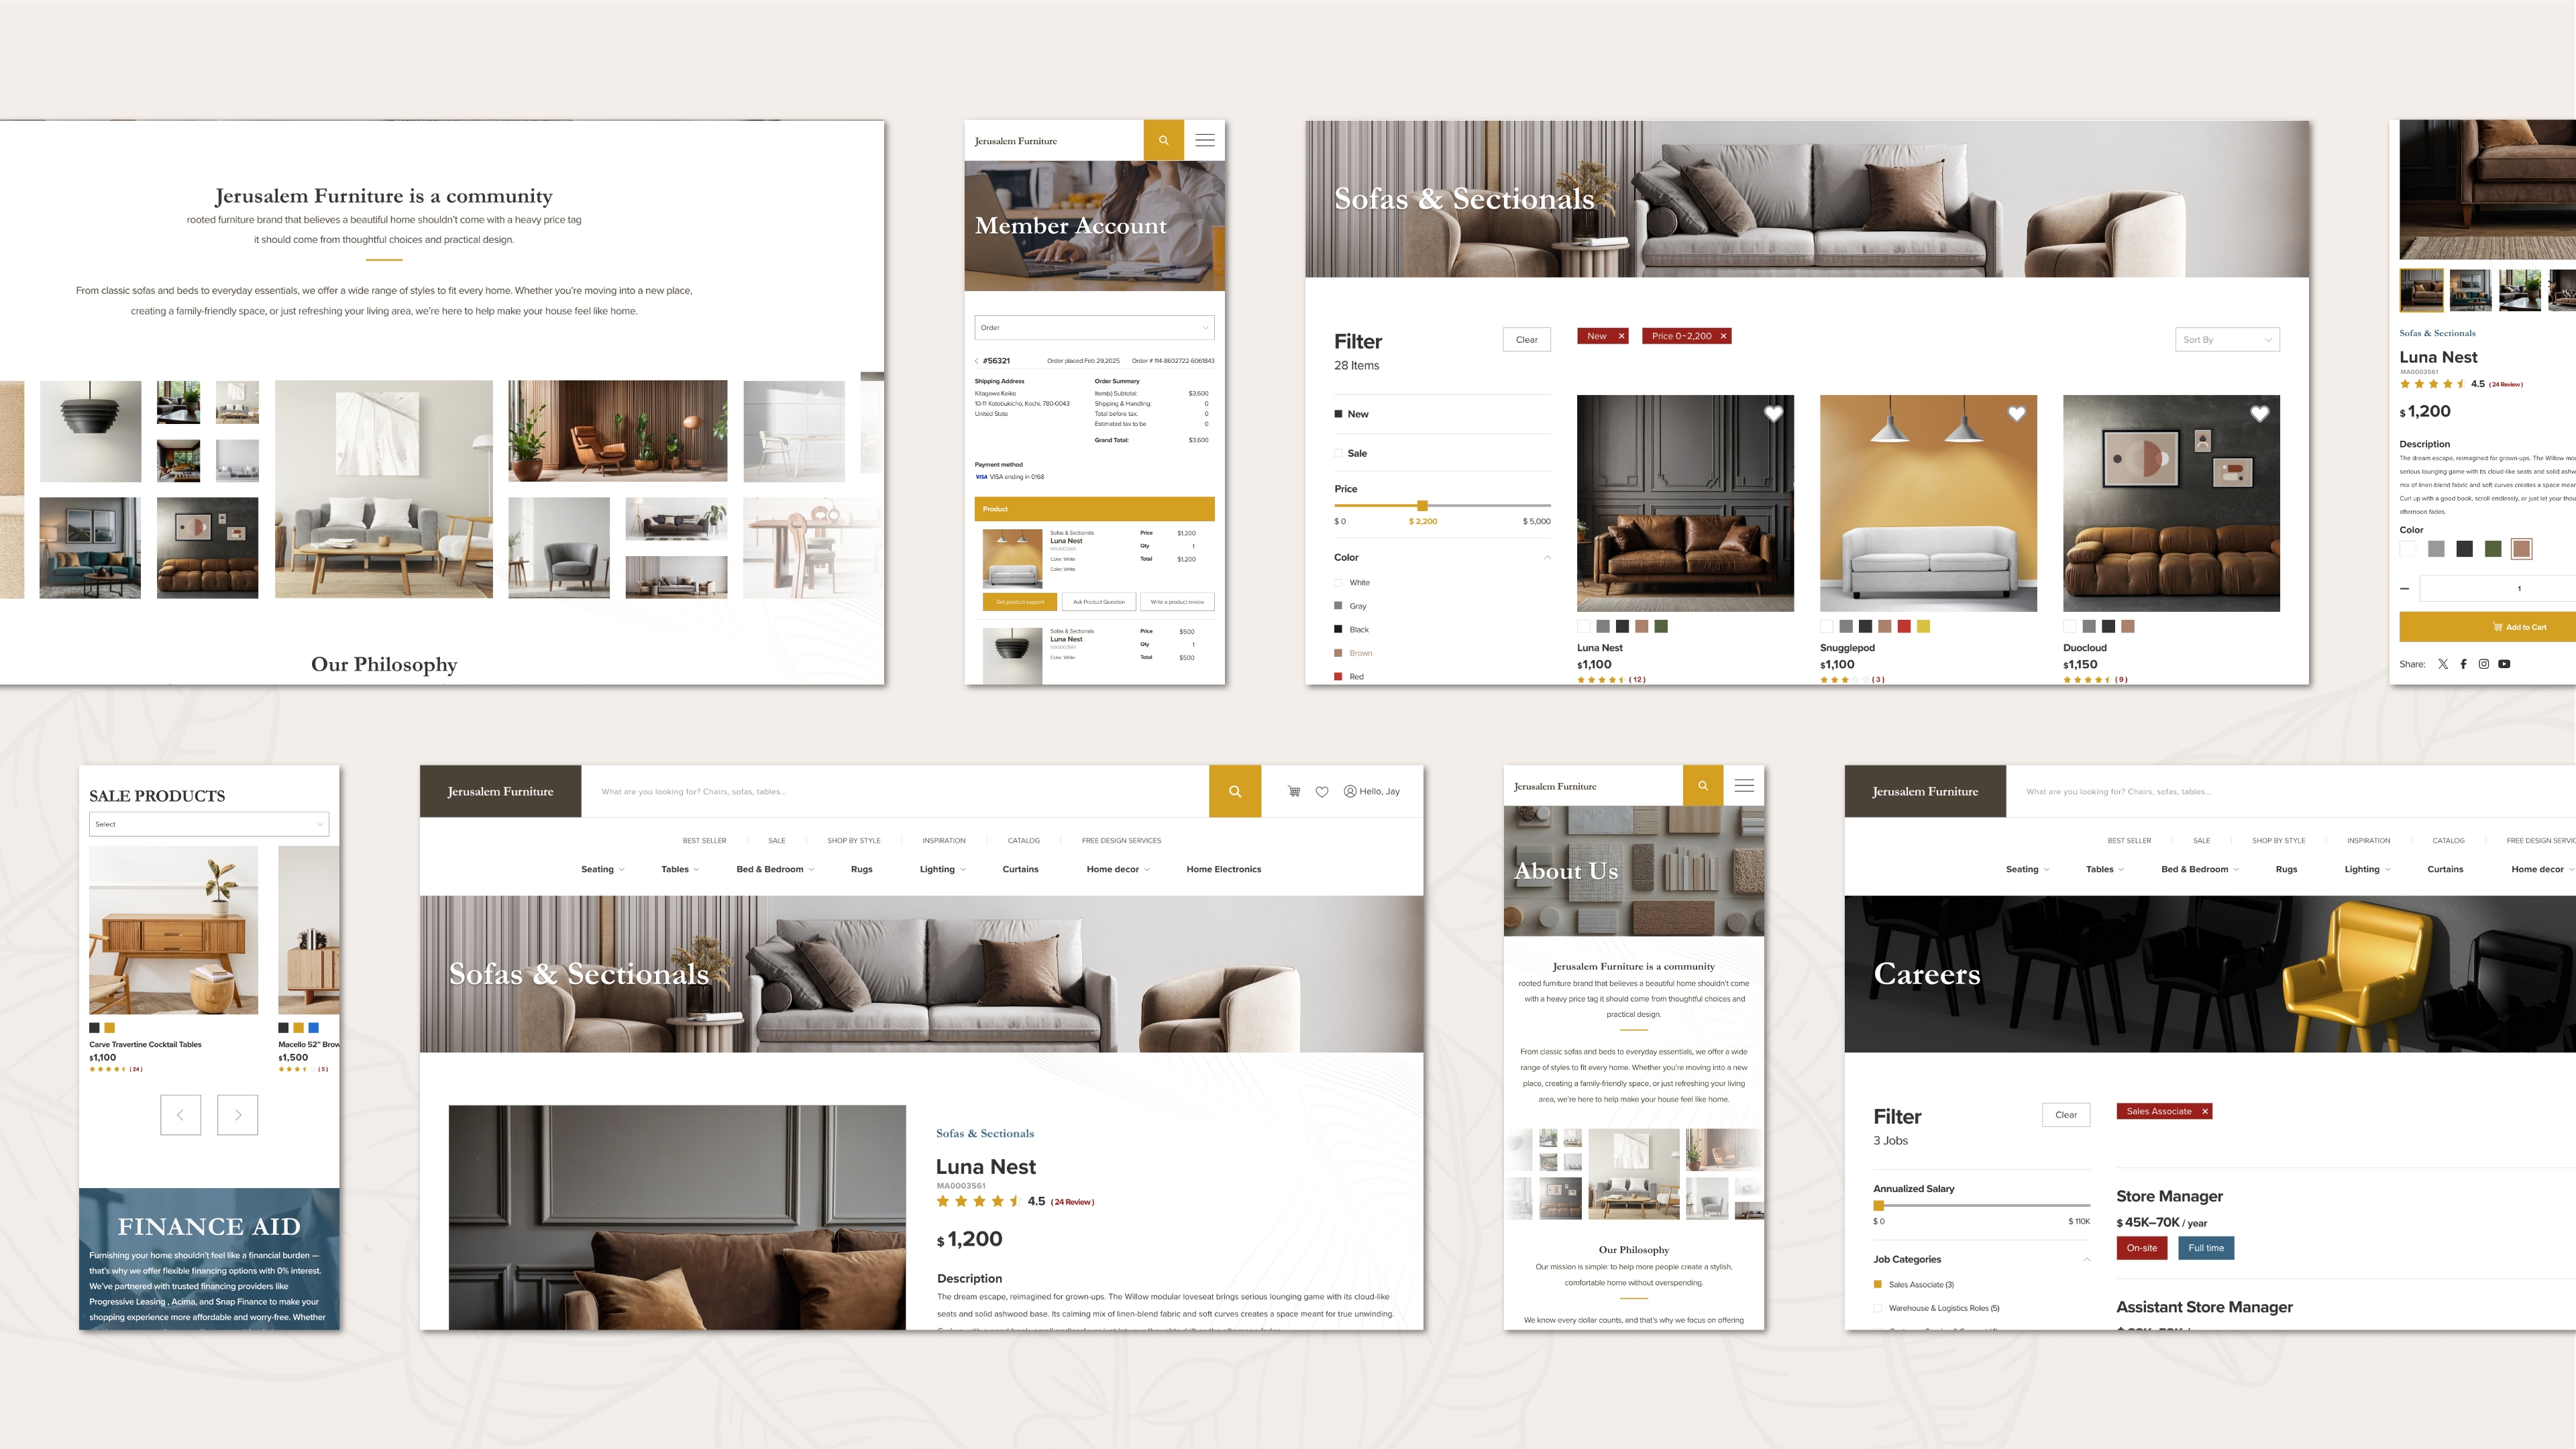 Jerusalem Furniture is a community
rooted furniture brand that believes a beautiful home shouldn't come with a heavy price tag
it should come from thoughtful choices and practical design.
From classic sofas and beds to everyday essentials, we offer a wide range of styles to fit every home. Whether you're moving into a new place,
creating a family-friendly space, or just refreshing your living area, we're here to help make your house feel like home.
Our Philosophy
Jerusalem Furniture
Member Account
Order
#56321 Order placed Feb 29,2025 Order # 114-8602722-6061843
Shipping Address
Kitagawa Keiko
10-11 Kotobukicho, Kochi, 780-0043
United State
Order Summary
Item(s) Subtotal: $3,600
Shipping & Handling: 0
Total before tax: 0
Estimated tax to be 0
Grand Total: $3,600
Payment method
VISA VISA ending in 0168
Product
Sofas & Sectionals
Luna Nest
MA0003561
Color: White
Color: White
Price $1,200
Qty 1
Total $1,200
Get product support Ask Product Question Write a product review
Sofas & Sectionals
Luna Nest
MA0003561
Color: White
Price $500
Qty 1
Total $500
Sofas & Sectionals
Filter
28 Items
Clear
New ✕ Price 0~2,200 ✕
Sort By
New
Sale
Price
$ 0 $ 2,200 $ 5,000
Color
White
Gray
Black
Brown
Red
Luna Nest
$1,100
( 12 )
Snugglepod
$1,100
( 3 )
Duocloud
$1,150
( 9 )
Sofas & Sectionals
Luna Nest
MA0003561
4.5 ( 24 Review )
$ 1,200
Description
The dream escape, reimagined for grown-ups. The Willow
serious lounging game with its cloud-like seats and solid
mix of linen-blend fabric and soft curves creates a space
Curl up with a good book, scroll endlessly, or just let your
afternoon fades.
Color
1
Add to Cart
Share:
SALE PRODUCTS
Select
Carve Travertine Cocktail Tables
$1,100
( 24 )
Macello 52"
$1,500
( 5 )
FINANCE AID
Furnishing your home shouldn't feel like a financial burden —
that's why we offer flexible financing options with 0% interest.
We've partnered with trusted financing providers like
Progressive Leasing , Acima, and Snap Finance to make your
shopping experience more affordable and worry-free. Whether
Jerusalem Furniture What are you looking for? Chairs, sofas, tables... Hello, Jay
BEST SELLER SALE SHOP BY STYLE INSPIRATION CATALOG FREE DESIGN SERVICES
Seating Tables Bed & Bedroom Rugs Lighting Curtains Home decor Home Electronics
Sofas & Sectionals
Sofas & Sectionals
Luna Nest
MA0003561
4.5 ( 24 Review )
$ 1,200
Description
The dream escape, reimagined for grown-ups. The Willow modular loveseat brings serious lounging game with its cloud-like
seats and solid ashwood base. Its calming mix of linen-blend fabric and soft curves creates a space meant for true unwinding.
Jerusalem Furniture
About Us
Jerusalem Furniture is a community
rooted furniture brand that believes a beautiful home shouldn't come
with a heavy price tag it should come from thoughtful choices and
practical design.
From classic sofas and beds to everyday essentials, we offer a wide
range of styles to fit every home. Whether you're moving into a new
place, creating a family-friendly space, or just refreshing your living
area, we're here to help make your house feel like home.
Our Philosophy
Our mission is simple: to help more people create a stylish,
comfortable home without overspending.
We know every dollar counts, and that's why we focus on offering
Jerusalem Furniture What are you looking for? Chairs, sofas, tables...
BEST SELLER SALE SHOP BY STYLE INSPIRATION CATALOG FREE DESIGN
Seating Tables Bed & Bedroom Rugs Lighting Curtains Home decor
Careers
Filter
3 Jobs
Clear
Sales Associate ✕
Annualized Salary
$ 0 $ 110K
Job Categories
Sales Associate (3)
Warehouse & Logistics Roles (5)
Store Manager
$ 45K–70K / year
On-site Full time
Assistant Store Manager